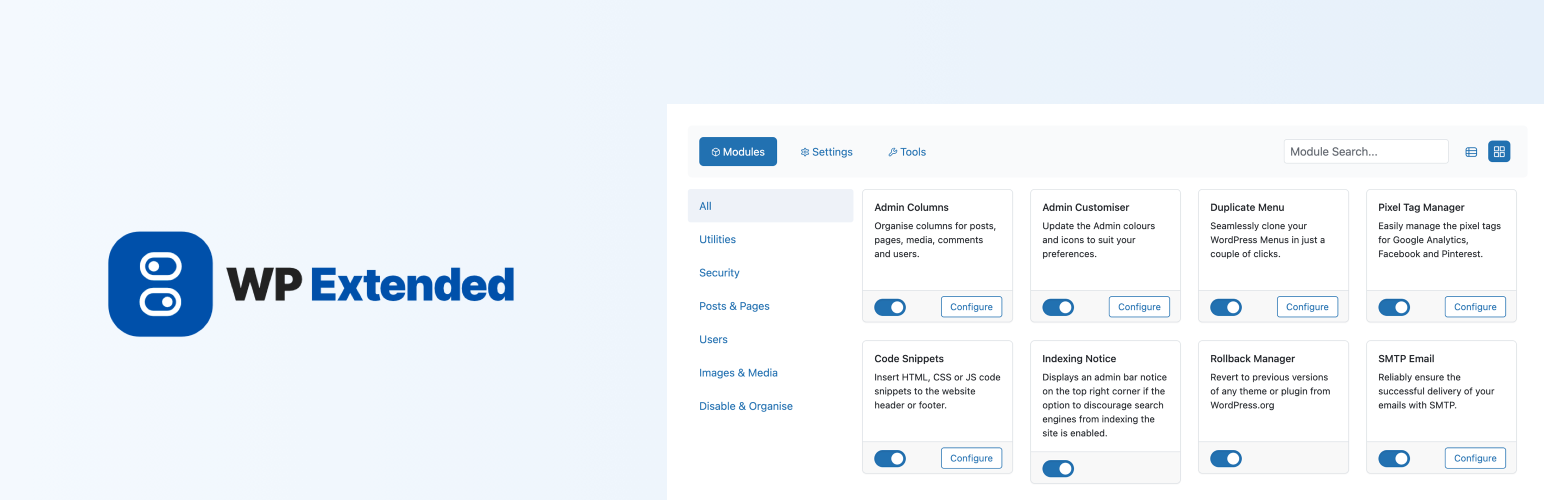 WP Extended
Modules
Settings
Tools
Module Search...
All
Utilities
Security
Posts & Pages
Users
Images & Media
Disable & Organise
Admin Columns
Organise columns for posts,
pages, media, comments
and users.
Configure
Admin Customiser
Update the Admin colours
and icons to suit your
preferences.
Configure
Duplicate Menu
Seamlessly clone your
WordPress Menus in just a
couple of clicks.
Configure
Pixel Tag Manager
Easily manage the pixel tags
for Google Analytics,
Facebook and Pinterest.
Configure
Code Snippets
Insert HTML, CSS or JS code
snippets to the website
header or footer.
Configure
Indexing Notice
Displays an admin bar notice
on the top right corner if the
option to discourage search
engines from indexing the
site is enabled.
Rollback Manager
Revert to previous versions
of any theme or plugin from
WordPress.org
SMTP Email
Reliably ensure the
successful delivery of your
emails with SMTP.
Configure